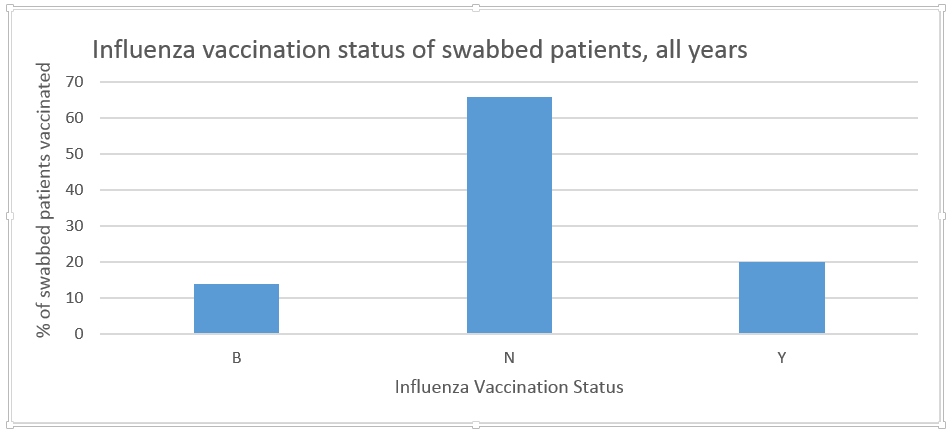 Influenza vaccination status of swabbed patients, all years
% of swabbed patients vaccinated
70
60
50
40
30
20
10
0
B N Y
Influenza Vaccination Status